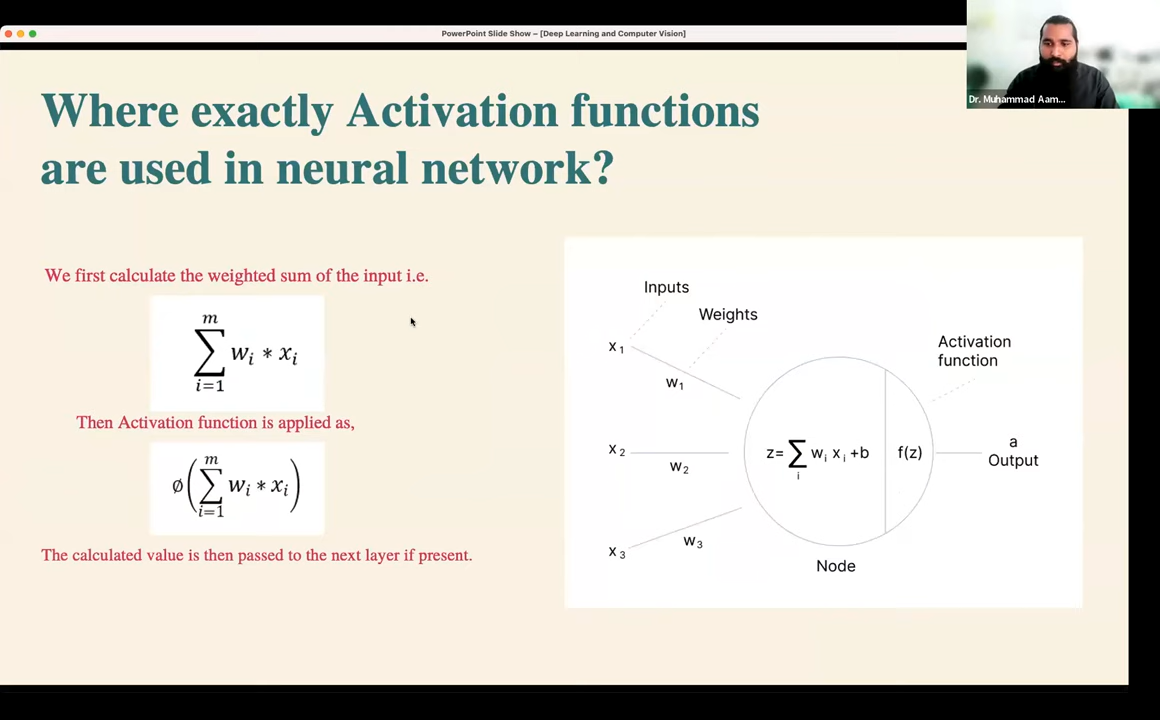 PowerPoint Slide Show – [Deep Learning and Computer Vision]
Dr. Muhammad Aam...
Where exactly Activation functions
are used in neural network?
We first calculate the weighted sum of the input i.e.
m
∑ wᵢ * xᵢ
i=1
Then Activation function is applied as,
m
ø(∑ wᵢ * xᵢ)
i=1
The calculated value is then passed to the next layer if present.
Inputs
Weights
Activation
function
x₁
w₁
x₂
w₂
x₃
w₃
z= ∑ wᵢ xᵢ +b
i
f(z)
a
Output
Node